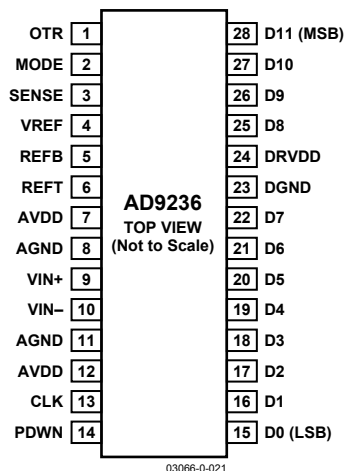 OTR 1
MODE 2
SENSE 3
VREF 4
REFB 5
REFT 6
AVDD 7
AGND 8
VIN+ 9
VIN– 10
AGND 11
AVDD 12
CLK 13
PDWN 14
AD9236
TOP VIEW
(Not to Scale)
28 D11 (MSB)
27 D10
26 D9
25 D8
24 DRVDD
23 DGND
22 D7
21 D6
20 D5
19 D4
18 D3
17 D2
16 D1
15 D0 (LSB)
03066-0-021